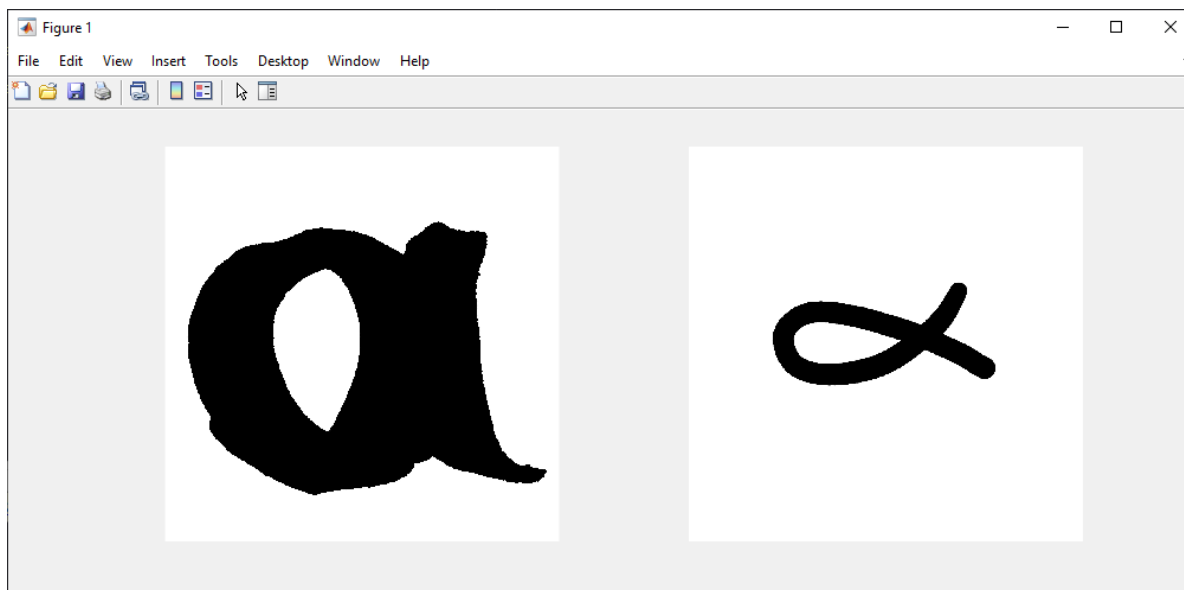 Figure 1
File Edit View Insert Tools Desktop Window Help
α α